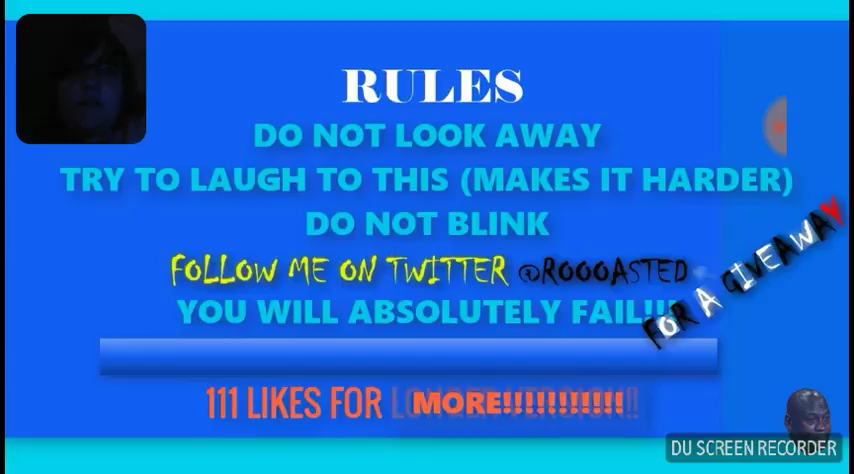 RULES
DO NOT LOOK AWAY
TRY TO LAUGH TO THIS (MAKES IT HARDER)
DO NOT BLINK
FOLLOW ME ON TWITTER @ROOOASTED
FOR A GIVEAWAY
YOU WILL ABSOLUTELY FAIL!!!
111 LIKES FOR MORE!!!!!!!!!!!!
DU SCREEN RECORDER